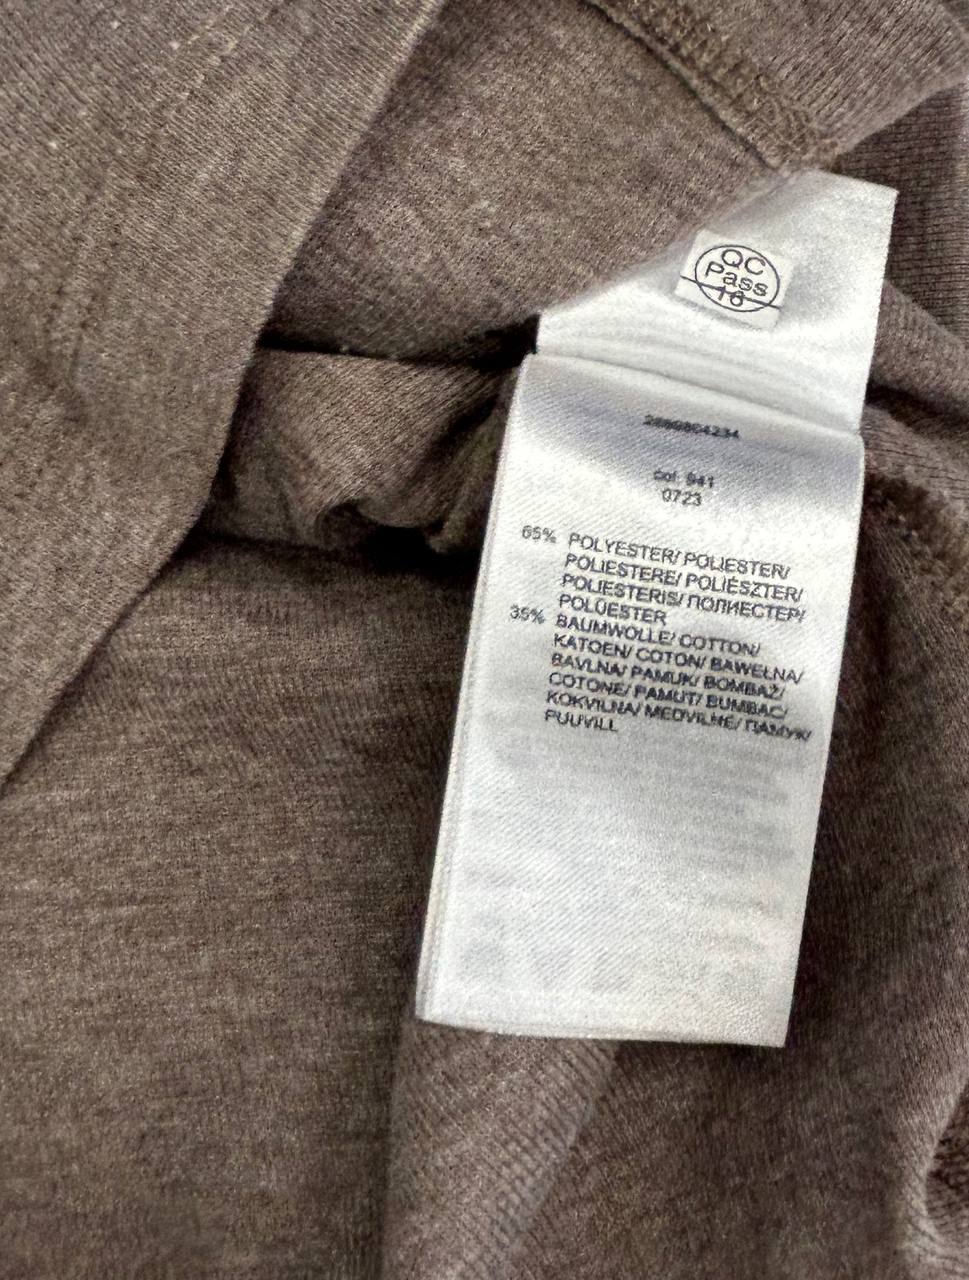 QC
Pass
16
col. 941
0723
65% POLYESTER/ POLIESTER/
POLIESTERE/ POLIÉSZTER/
POLIESTERIS/ ПОЛИЕСТЕР/
POLÜESTER
35% BAUMWOLLE/ COTTON/
KATOEN/ COTON/ BAWEŁNA/
BAVLNA/ PAMUK/ BOMBAŽ/
COTONE/ PAMUT/ BUMBAC/
KOKVILNA/ MEDVILNĖ/ ПАМУК/
PUUVILL